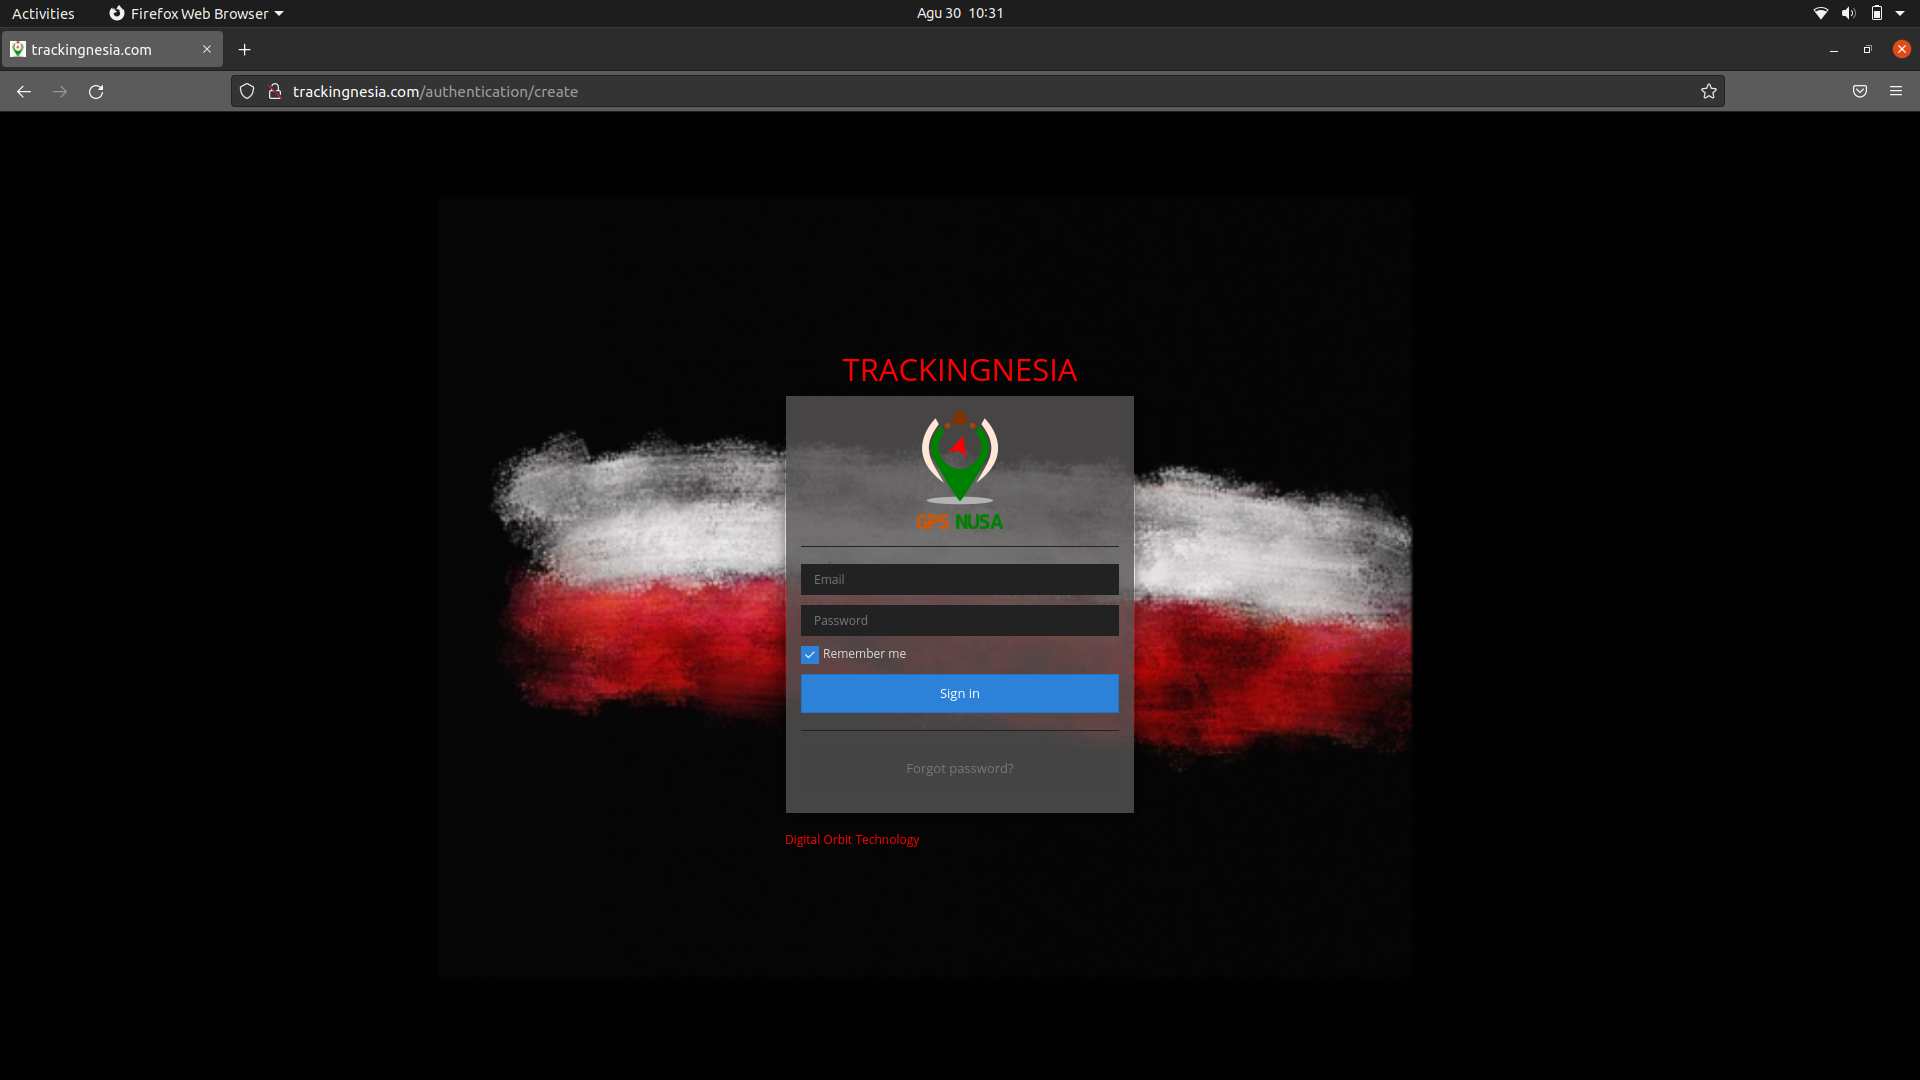 Activities
Firefox Web Browser
Agu 30 10:31
trackingnesia.com
trackingnesia.com/authentication/create
TRACKINGNESIA
GPS NUSA
Email
Password
Remember me
Sign in
Forgot password?
Digital Orbit Technology